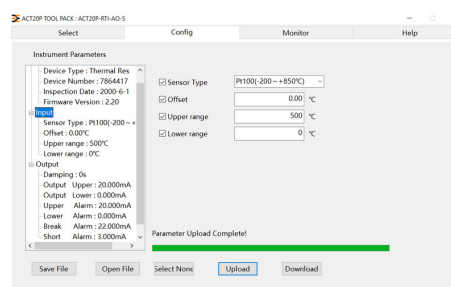 ACT20P TOOL PACK : ACT20P-RTI-AO-S
Select Config Monitor Help
Instrument Parameters
Device Type : Thermal Res
Device Number : 7864417
Inspection Date : 2000-6-1
Firmware Version : 2.20
Input
Sensor Type : Pt100(-200 ~ +
Offset : 0.00℃
Upper range : 500℃
Lower range : 0℃
Output
Damping : 0s
Output Upper : 20.000mA
Output Lower : 0.000mA
Upper Alarm : 20.000mA
Lower Alarm : 0.000mA
Break Alarm : 22.000mA
Short Alarm : 3.000mA
Sensor Type Pt100(-200 ~ +850℃)
Offset 0.00 ℃
Upper range 500 ℃
Lower range 0 ℃
Parameter Upload Complete!
Save File Open File Select None Upload Download